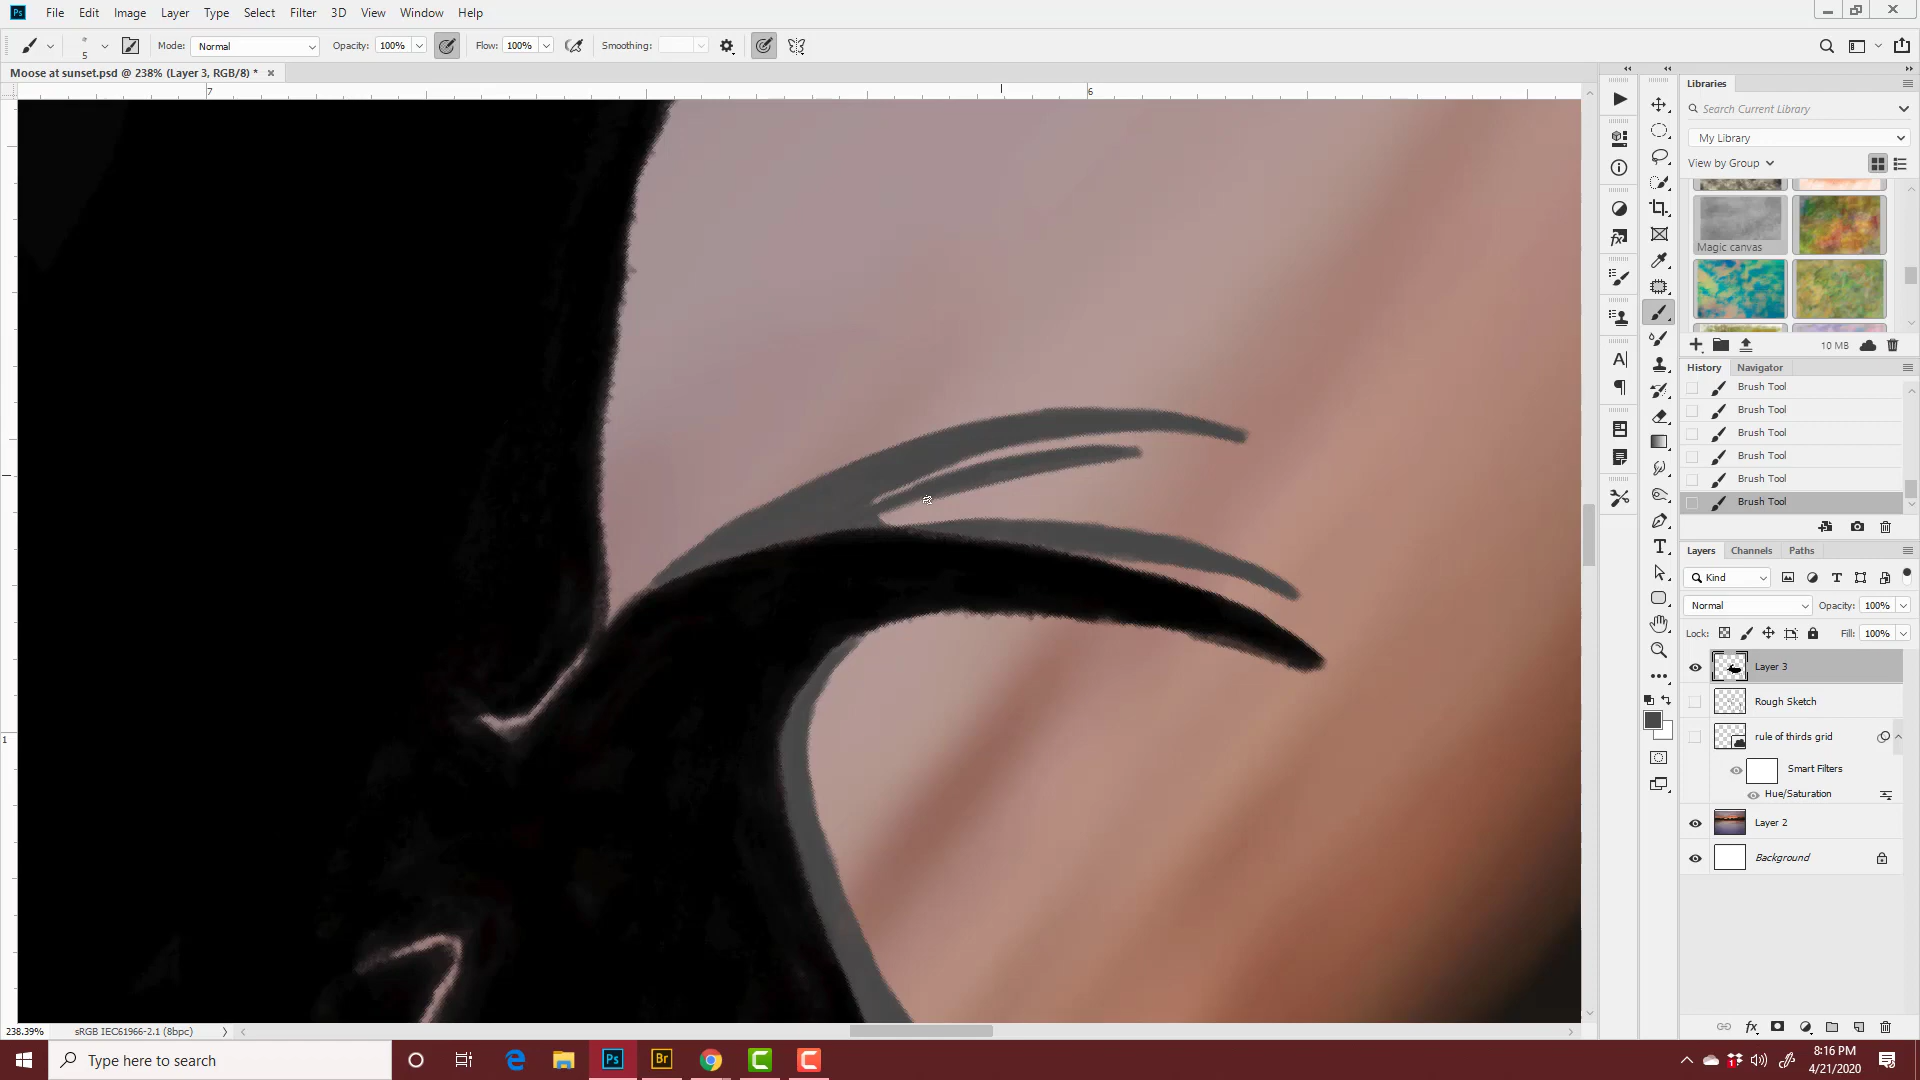 Ps File Edit Image Layer Type Select Filter 3D View Window Help
5 Mode: Normal Opacity: 100% Flow: 100% Smoothing:
Moose at sunset.psd @ 238% (Layer 3, RGB/8) *
7 6
1
Libraries
Search Current Library
My Library
View by Group
Magic canvas
10 MB
History Navigator
Brush Tool
Brush Tool
Brush Tool
Brush Tool
Brush Tool
Brush Tool
Layers Channels Paths
Kind
Normal Opacity: 100%
Lock: Fill: 100%
Layer 3
Rough Sketch
rule of thirds grid
Smart Filters
Hue/Saturation
Layer 2
Background
238.39% sRGB IEC61966-2.1 (8bpc)
Type here to search
Ps Br
8:16 PM
4/21/2020